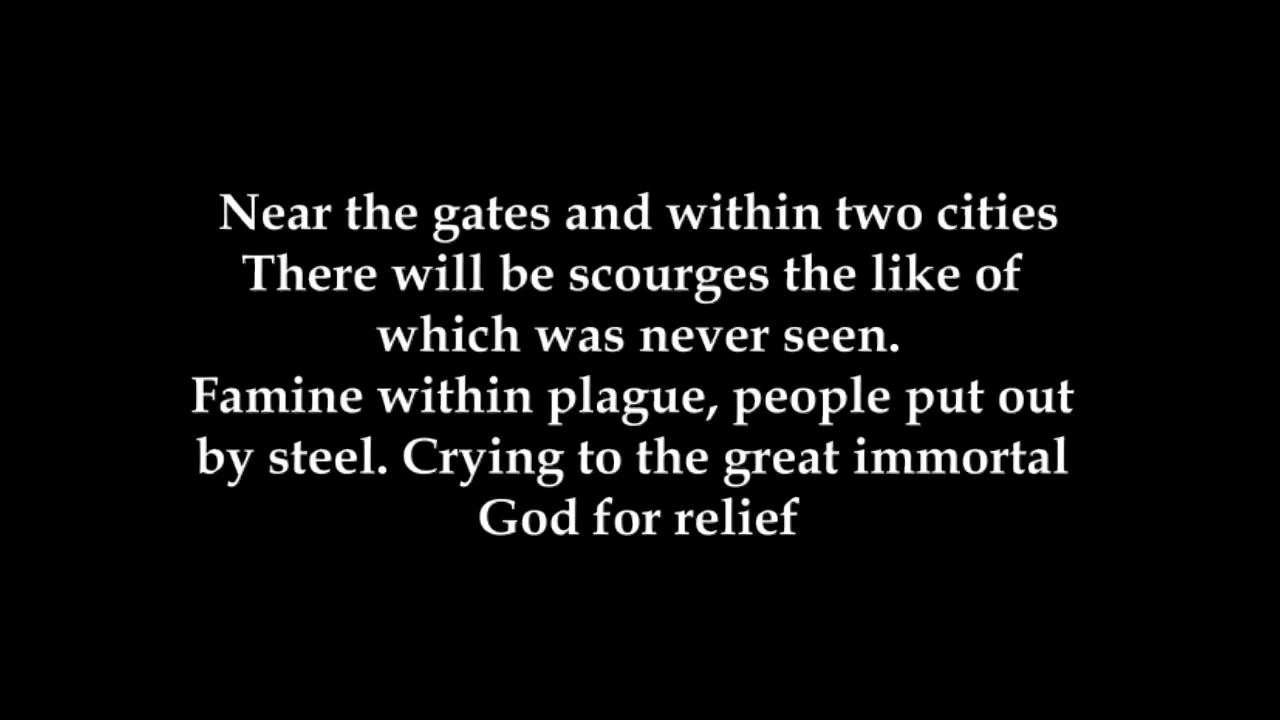 Near the gates and within two cities
There will be scourges the like of
which was never seen.
Famine within plague, people put out
by steel. Crying to the great immortal
God for relief